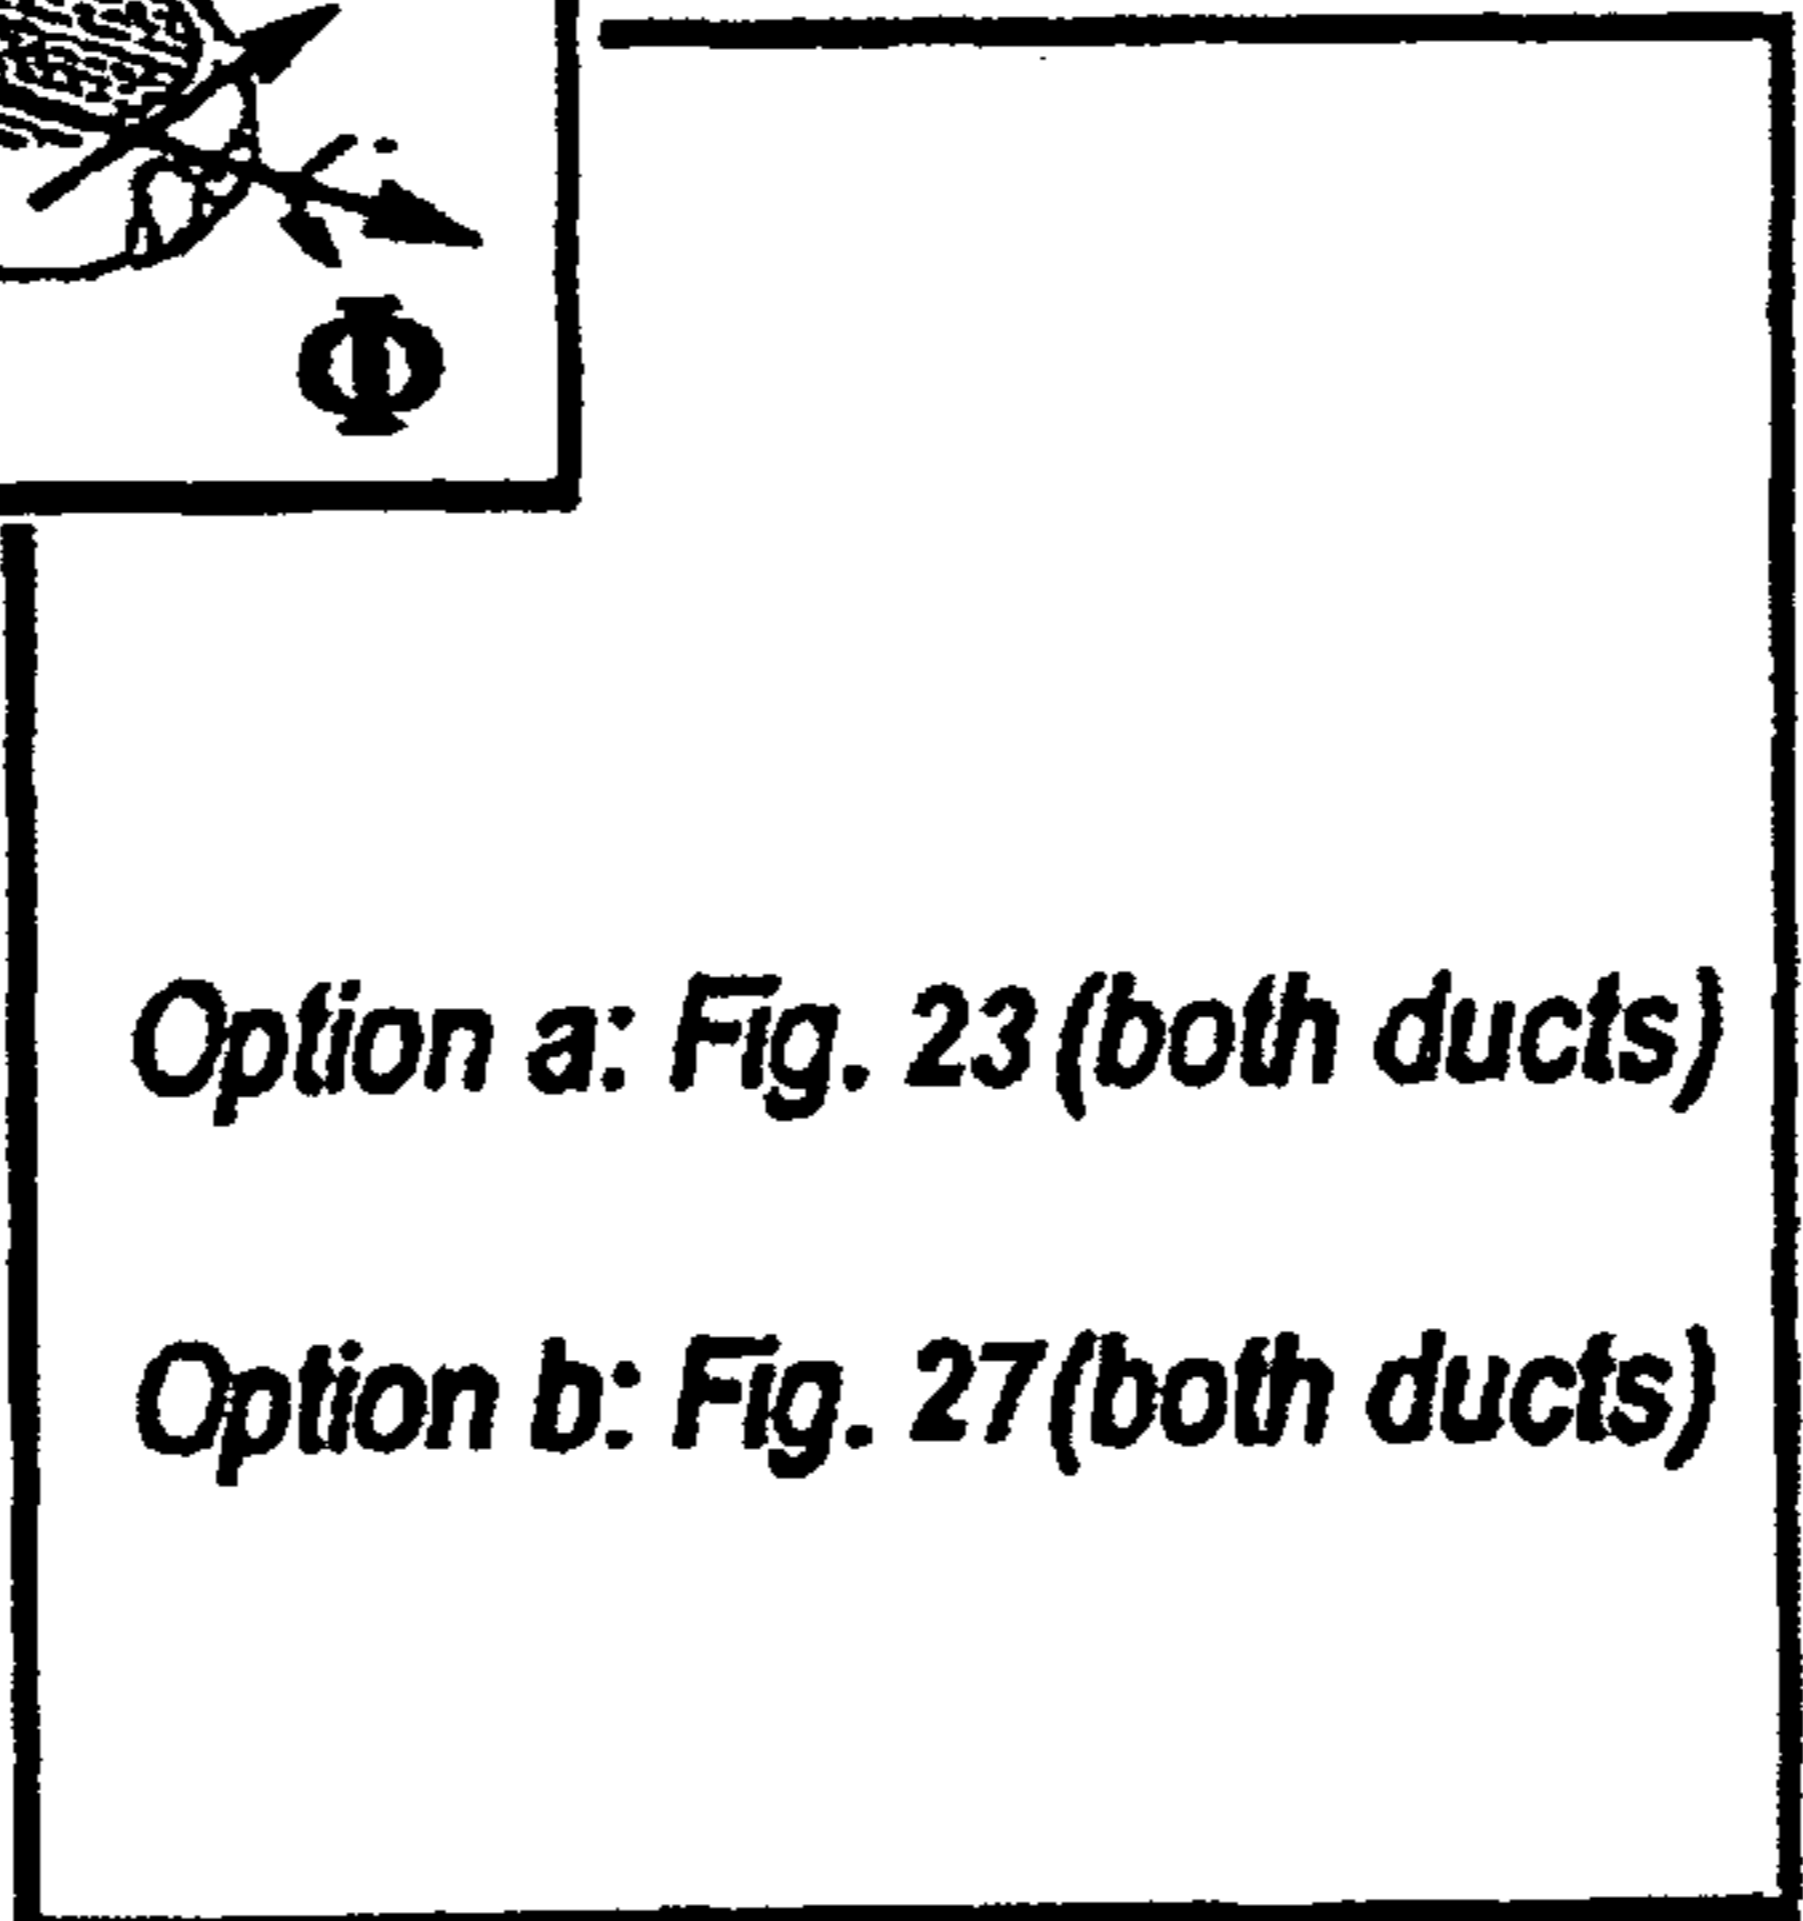 Φ
Option a: Fig. 23 (both ducts)
Option b: Fig. 27 (both ducts)